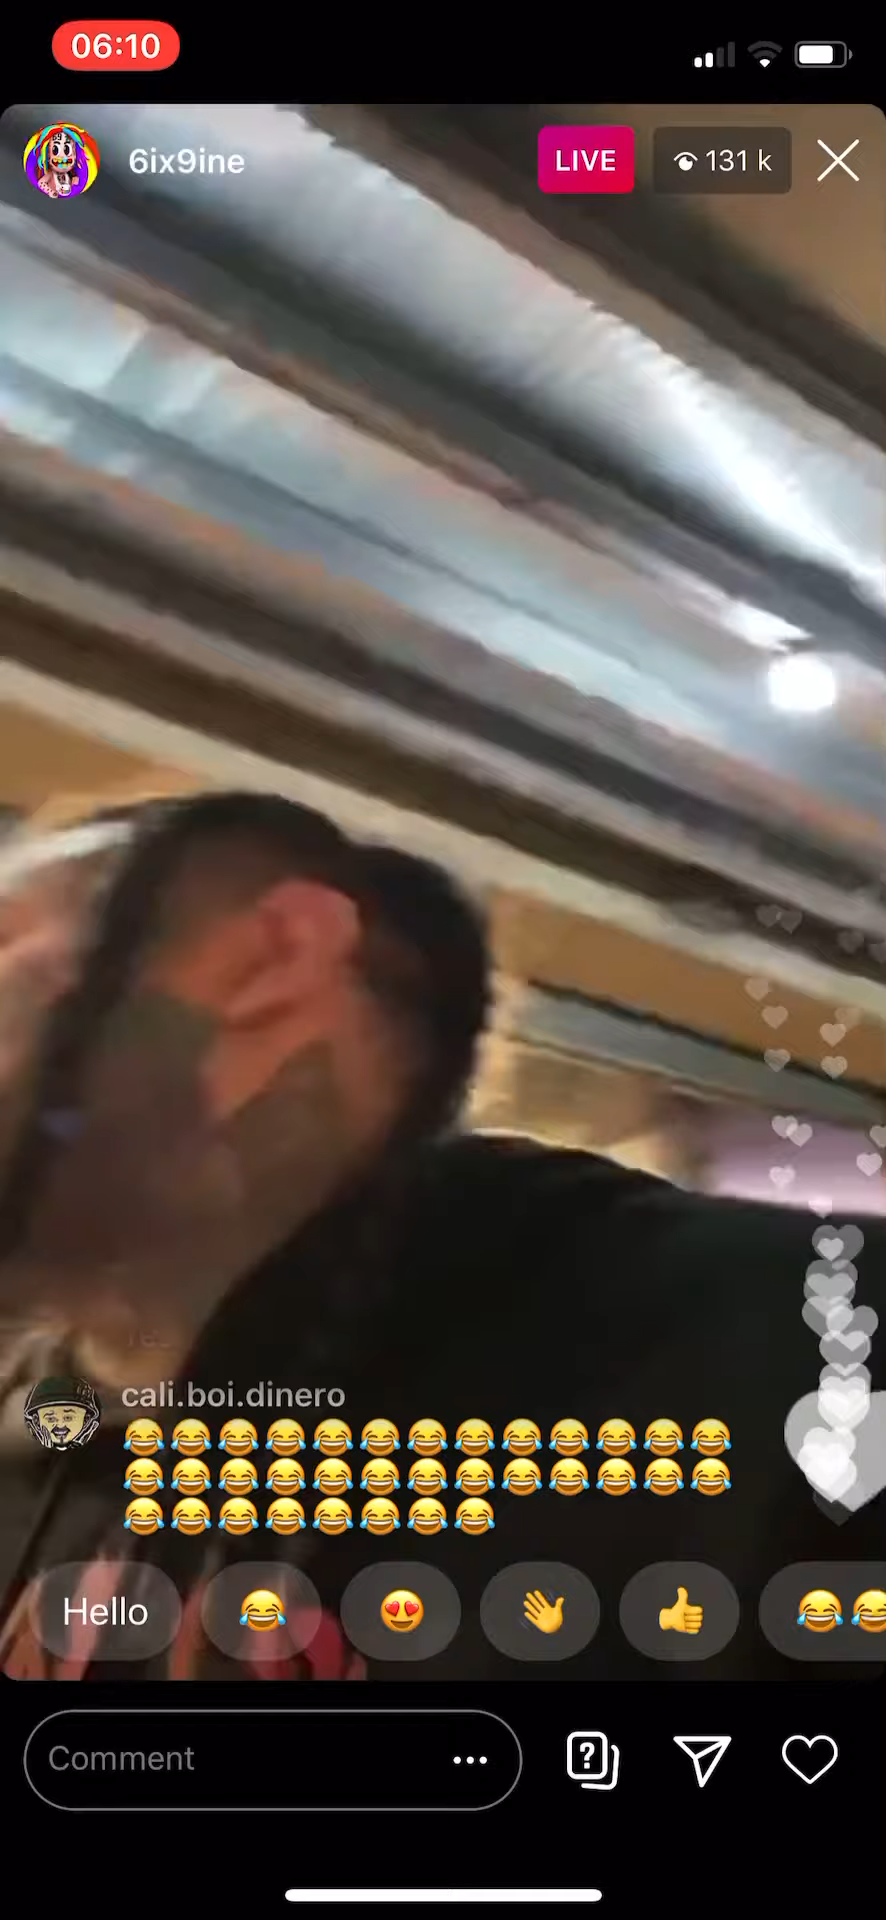 06:10
6ix9ine
LIVE
131 k
cali.boi.dinero
😂😂😂😂😂😂😂😂😂😂😂😂😂
😂😂😂😂😂😂😂😂😂😂😂😂😂
😂😂😂😂😂😂😂😂
Hello 😂 😍 👋 👍 😂😂
Comment